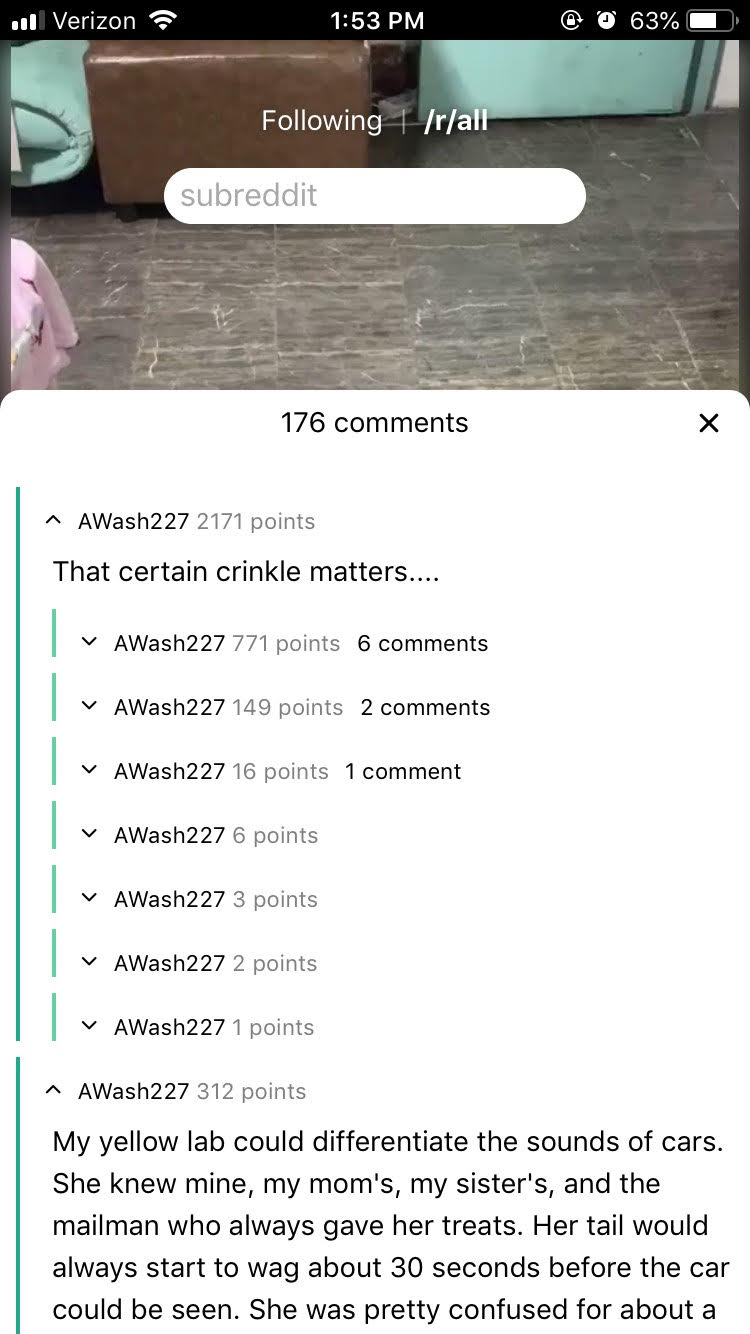 Verizon 1:53 PM 63%
Following | /r/all
subreddit
176 comments
AWash227 2171 points
That certain crinkle matters....
AWash227 771 points 6 comments
AWash227 149 points 2 comments
AWash227 16 points 1 comment
AWash227 6 points
AWash227 3 points
AWash227 2 points
AWash227 1 points
AWash227 312 points
My yellow lab could differentiate the sounds of cars.
She knew mine, my mom's, my sister's, and the
mailman who always gave her treats. Her tail would
always start to wag about 30 seconds before the car
could be seen. She was pretty confused for about a